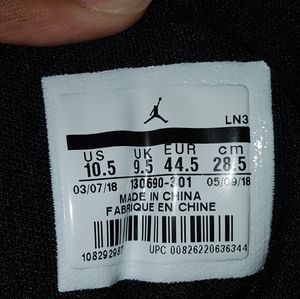 LN3
US UK EUR cm
10.5 9.5 44.5 28.5
03/07/18 130690-301 05/09/18
MADE IN CHINA
FABRIQUE EN CHINE
UPC 00826220636344